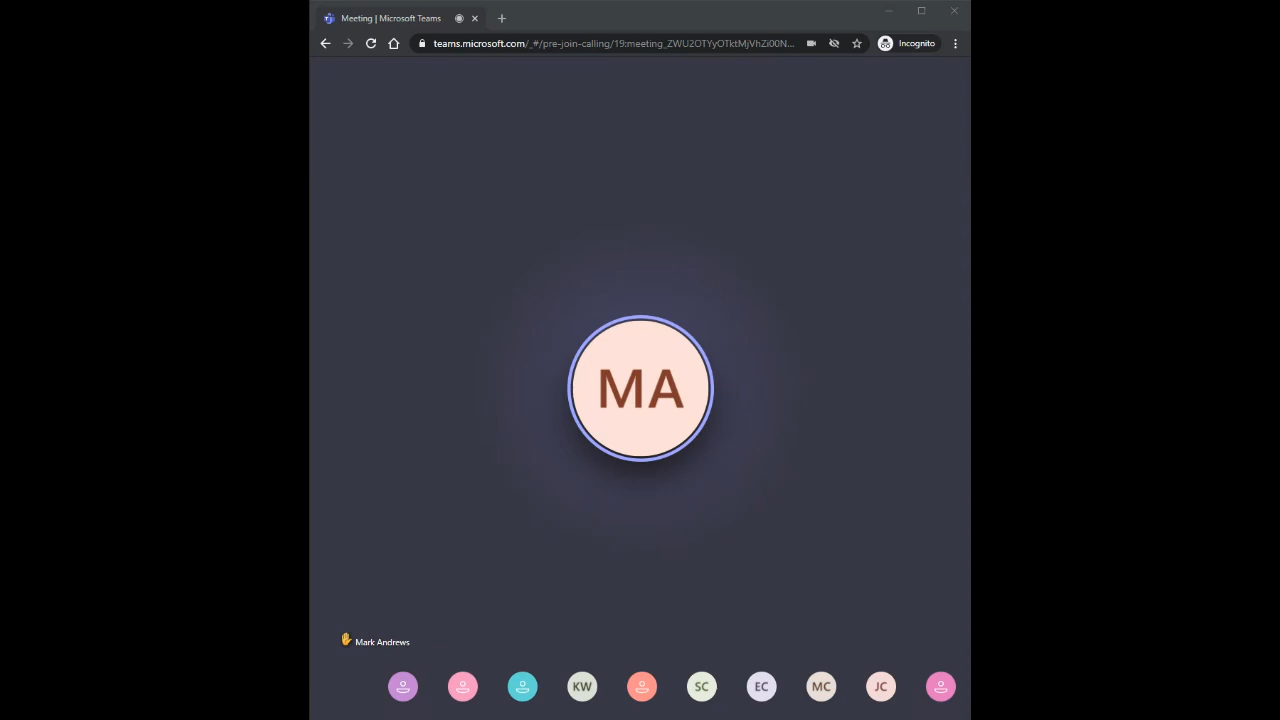 Meeting | Microsoft Teams
teams.microsoft.com/_#/pre-join-calling/19:meeting_ZWU2OTYyOTktMjVhZi00N...
Incognito
MA
Mark Andrews
KW
SC
EC
MC
JC